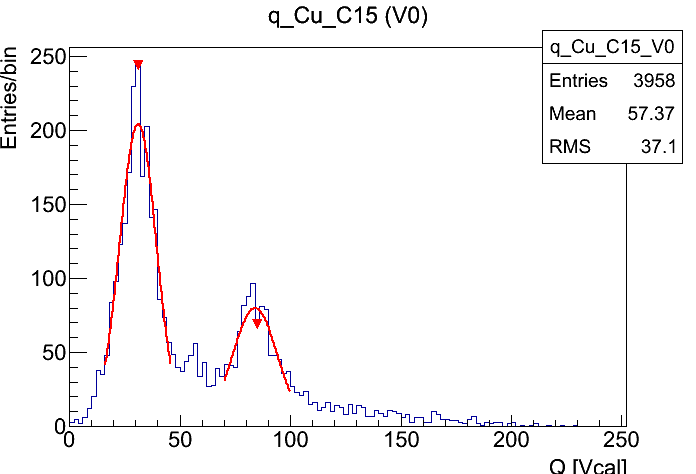 q_Cu_C15 (V0)
q_Cu_C15_V0
Entries 3958
Mean 57.37
RMS 37.1
Entries/bin
250
200
150
100
50
0
0 50 100 150 200 250
Q [Vcal]